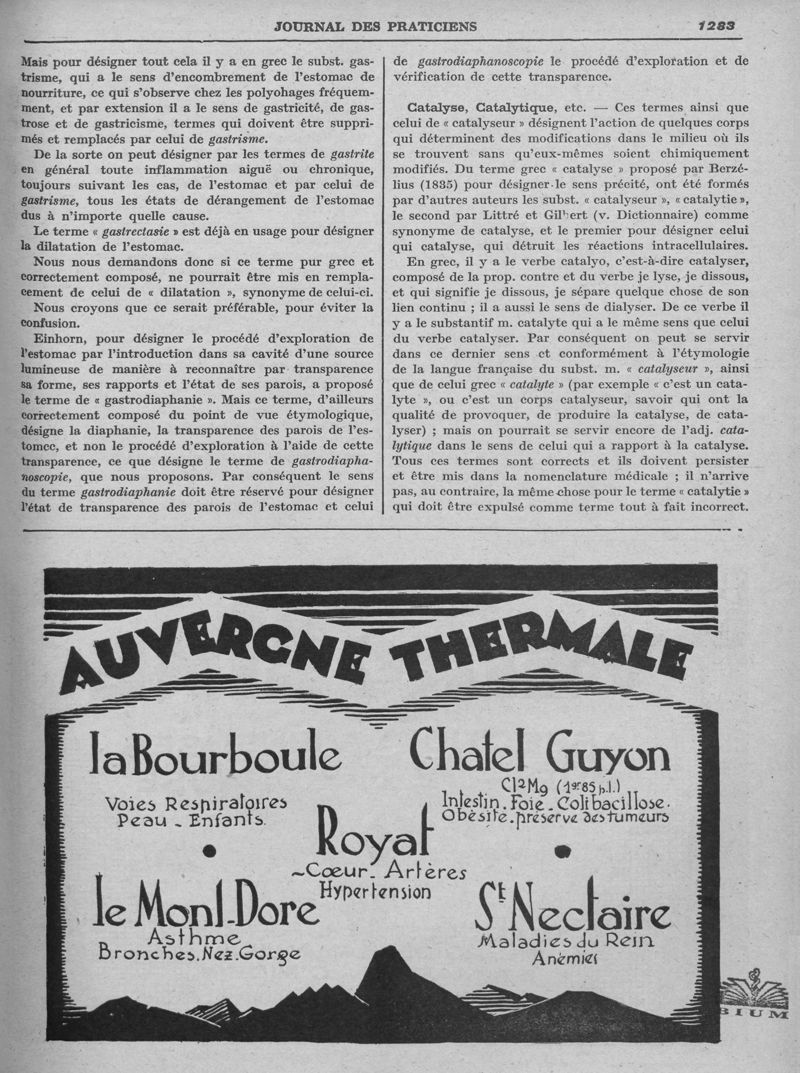 JOURNAL DES PRATICIENS 1283
Mais pour désigner tout cela il y a en grec le subst. gas-
trisme, qui a le sens d'encombrement de l'estomac de
nourriture, ce qui s'observe chez les polyohages fréquem-
ment, et par extension il a le sens de gastricité, de gas-
trose et de gastricisme, termes qui doivent être suppri-
més et remplacés par celui de gastrisme.
De la sorte on peut désigner par les termes de gastrite
en général toute inflammation aiguë ou chronique,
toujours suivant les cas, de l'estomac et par celui de
gastrisme, tous les états de dérangement de l'estomac
dus à n'importe quelle cause.
Le terme « gastrectasie » est déjà en usage pour désigner
la dilatation de l'estomac.
Nous nous demandons donc si ce terme pur grec et
correctement composé, ne pourrait être mis en rempla-
cement de celui de « dilatation », synonyme de celui-ci.
Nous croyons que ce serait préférable, pour éviter la
confusion.
Einhorn, pour désigner le procédé d'exploration de
l'estomac par l'introduction dans sa cavité d'une source
lumineuse de manière à reconnaître par transparence
sa forme, ses rapports et l'état de ses parois, a proposé
le terme de « gastrodiaphanie ». Mais ce terme, d'ailleurs
correctement composé du point de vue étymologique,
désigne la diaphanie, la transparence des parois de l'es-
tomcc, et non le procédé d'exploration à l'aide de cette
transparence, ce que désigne le terme de gastrodiapha-
noscopie, que nous proposons. Par conséquent le sens
du terme gastrodiaphanie doit être réservé pour désigner
l'état de transparence des parois de l'estomac et celui
de gastrodiaphanoscopie le procédé d'exploration et de
vérification de cette transparence.
Catalyse, Catalytique, etc. — Ces termes ainsi que
celui de « catalyseur » désignent l'action de quelques corps
qui déterminent des modifications dans le milieu où ils
se trouvent sans qu'eux-mêmes soient chimiquement
modifiés. Du terme grec « catalyse » proposé par Berzé-
lius (1835) pour désigner le sens précité, ont été formés
par d'autres auteurs les subst. « catalyseur », « catalytie »,
le second par Littré et Gilbert (v. Dictionnaire) comme
synonyme de catalyse, et le premier pour désigner celui
qui catalyse, qui détruit les réactions intracellulaires.
En grec, il y a le verbe catalyo, c'est-à-dire catalyser,
composé de la prop. contre et du verbe je lyse, je dissous,
et qui signifie je dissous, je sépare quelque chose de son
lien continu ; il a aussi le sens de dialyser. De ce verbe il
y a le substantif m. catalyte qui a le même sens que celui
du verbe catalyser. Par conséquent on peut se servir
dans ce dernier sens et conformément à l'étymologie
de la langue française du subst. m. « catalyseur », ainsi
que de celui grec « catalyte » (par exemple « c'est un cata-
lyte », ou c'est un corps catalyseur, savoir qui ont la
qualité de provoquer, de produire la catalyse, de cata-
lyser) ; mais on pourrait se servir encore de l'adj. cata-
lytique dans le sens de celui qui a rapport à la catalyse.
Tous ces termes sont corrects et ils doivent persister
et être mis dans la nomenclature médicale ; il n'arrive
pas, au contraire, la même chose pour le terme « catalytie »
qui doit être expulsé comme terme tout à fait incorrect.
AUVERGNE THERMALE
la Bourboule
Voies Respiratoires
Peau - Enfants.
Chatel Guyon
Cl²Mg (1gr85 p.l.)
Intestin. Foie. Colibacillose.
Obésité. préserve des tumeurs
Royat
Cœur. Artères
Hypertension
le Mont-Dore
Asthme
Bronches. Nez. Gorge
St Nectaire
Maladies du Rein
Anémies
BIUM